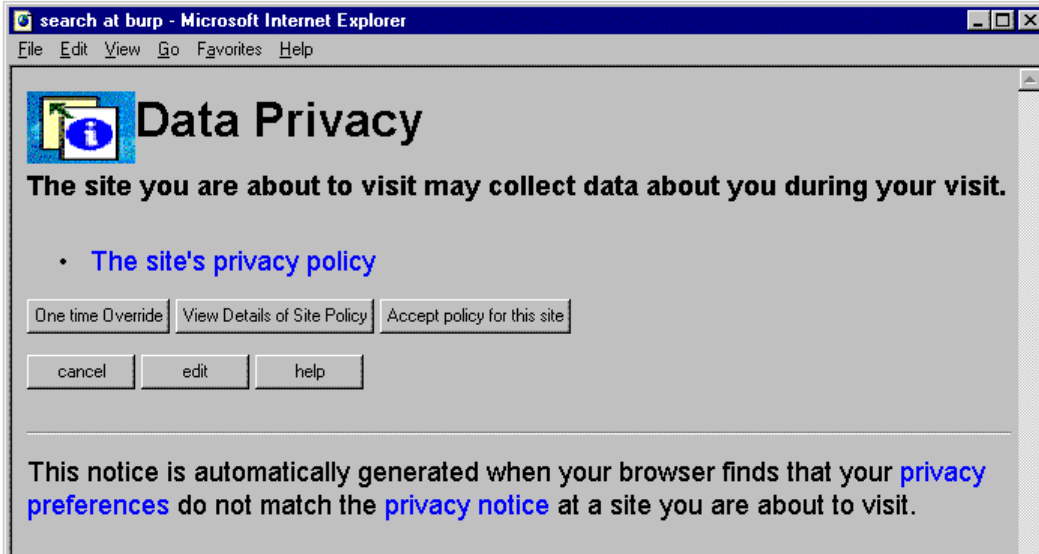 search at burp - Microsoft Internet Explorer
File Edit View Go Favorites Help
Data Privacy
The site you are about to visit may collect data about you during your visit.
• The site's privacy policy
One time Override View Details of Site Policy Accept policy for this site
cancel edit help
This notice is automatically generated when your browser finds that your privacy
preferences do not match the privacy notice at a site you are about to visit.